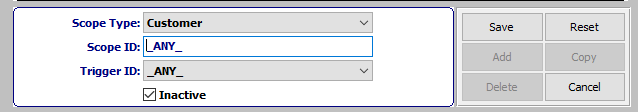 Scope Type: Customer
Scope ID: _ANY_
Trigger ID: _ANY_
Inactive
Save Reset
Add Copy
Delete Cancel